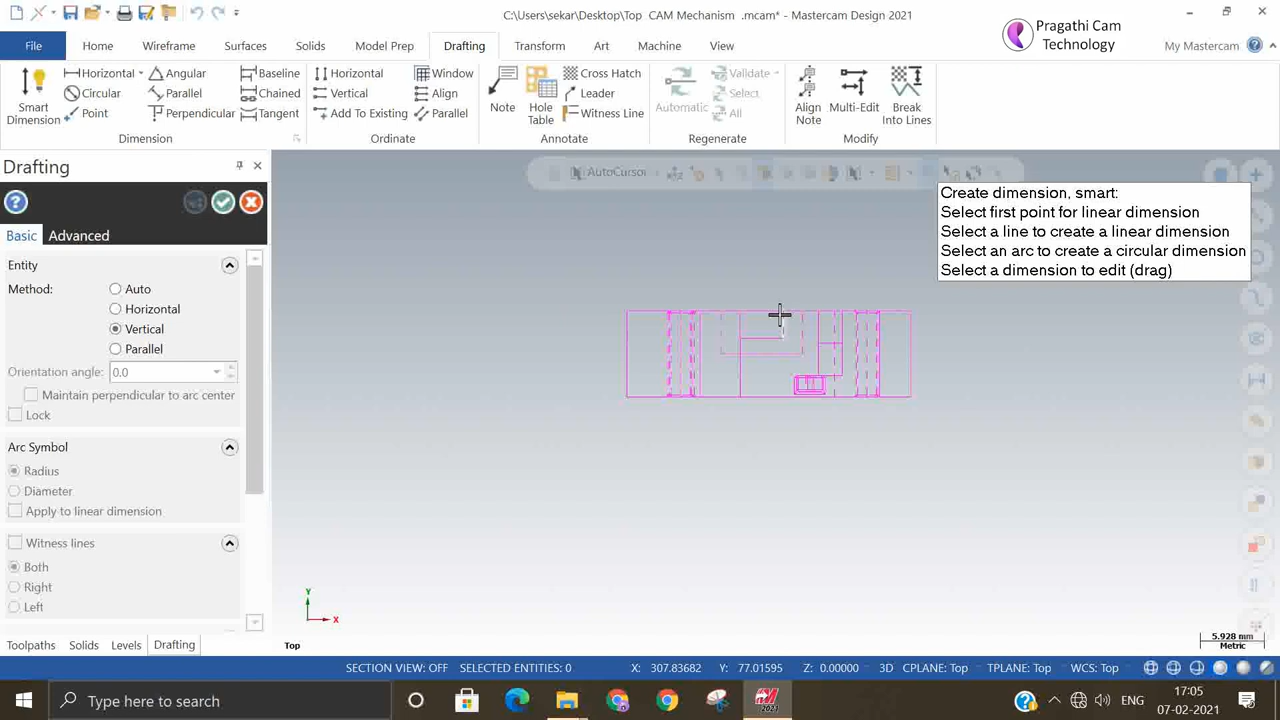 C:\Users\sekar\Desktop\Top CAM Mechanism .mcam* - Mastercam Design 2021
Pragathi Cam
Technology
File Home Wireframe Surfaces Solids Model Prep Drafting Transform Art Machine View My Mastercam
Smart
Dimension
Horizontal Angular Baseline
Circular Parallel Chained
Point Perpendicular Tangent
Dimension
Horizontal Window
Vertical Align
Add To Existing Parallel
Ordinate
Note
Hole
Table
Cross Hatch
Leader
Witness Line
Annotate
Automatic
Validate
Select
All
Regenerate
Align
Note
Multi-Edit
Break
Into Lines
Modify
Drafting
Basic Advanced
Entity
Method:
Auto
Horizontal
Vertical
Parallel
Orientation angle: 0.0
Maintain perpendicular to arc center
Lock
Arc Symbol
Radius
Diameter
Apply to linear dimension
Witness lines
Both
Right
Left
AutoCursor
Create dimension, smart:
Select first point for linear dimension
Select a line to create a linear dimension
Select an arc to create a circular dimension
Select a dimension to edit (drag)
Y
X
Top
5.928 mm
Metric
Toolpaths Solids Levels Drafting
SECTION VIEW: OFF SELECTED ENTITIES: 0 X: 307.83682 Y: 77.01595 Z: 0.00000 3D CPLANE: Top TPLANE: Top WCS: Top
Type here to search
ENG
17:05
07-02-2021